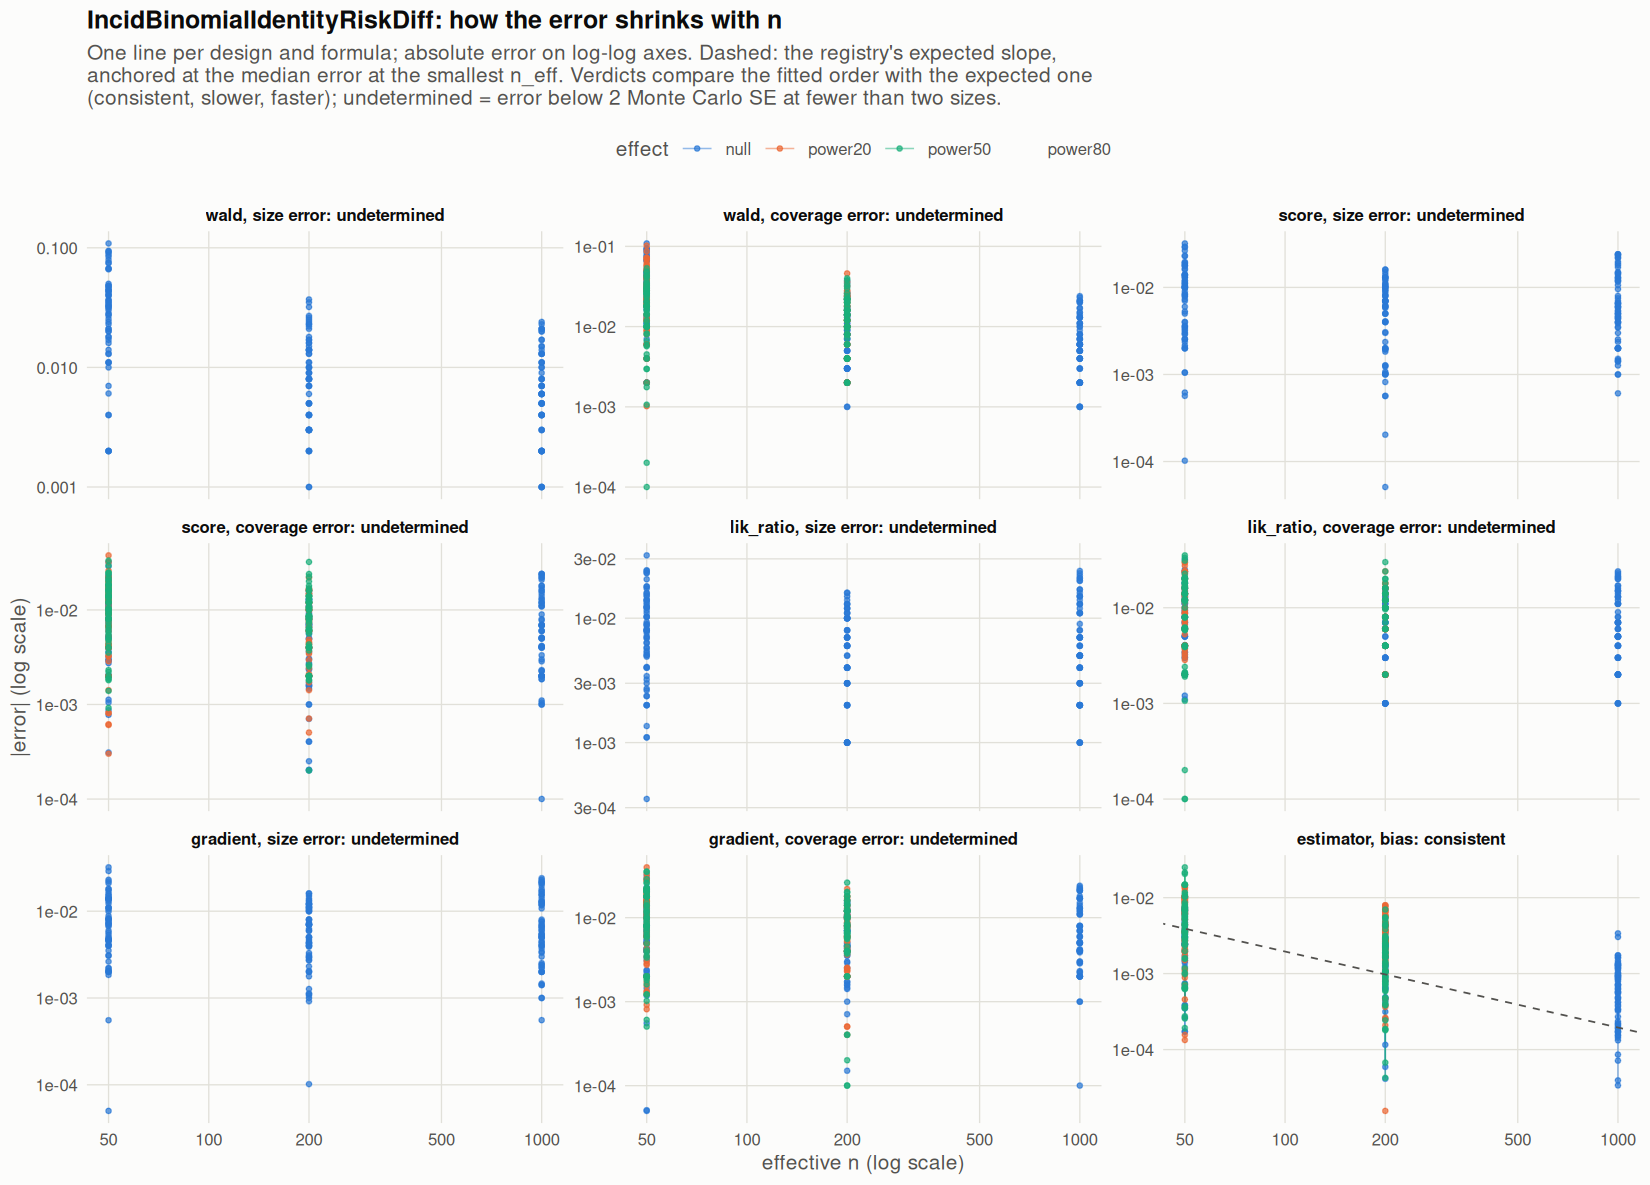 IncidBinomialIdentityRiskDiff: how the error shrinks with n
One line per design and formula; absolute error on log-log axes. Dashed: the registry's expected slope,
anchored at the median error at the smallest n_eff. Verdicts compare the fitted order with the expected one
(consistent, slower, faster); undetermined = error below 2 Monte Carlo SE at fewer than two sizes.
effect null power20 power50 power80
wald, size error: undetermined
0.100
0.010
0.001
wald, coverage error: undetermined
1e-01
1e-02
1e-03
1e-04
score, size error: undetermined
1e-02
1e-03
1e-04
score, coverage error: undetermined
1e-02
1e-03
1e-04
lik_ratio, size error: undetermined
3e-02
1e-02
3e-03
1e-03
3e-04
lik_ratio, coverage error: undetermined
1e-02
1e-03
1e-04
gradient, size error: undetermined
1e-02
1e-03
1e-04
50 100 200 500 1000
gradient, coverage error: undetermined
1e-02
1e-03
1e-04
50 100 200 500 1000
estimator, bias: consistent
1e-02
1e-03
1e-04
50 100 200 500 1000
|error| (log scale)
effective n (log scale)